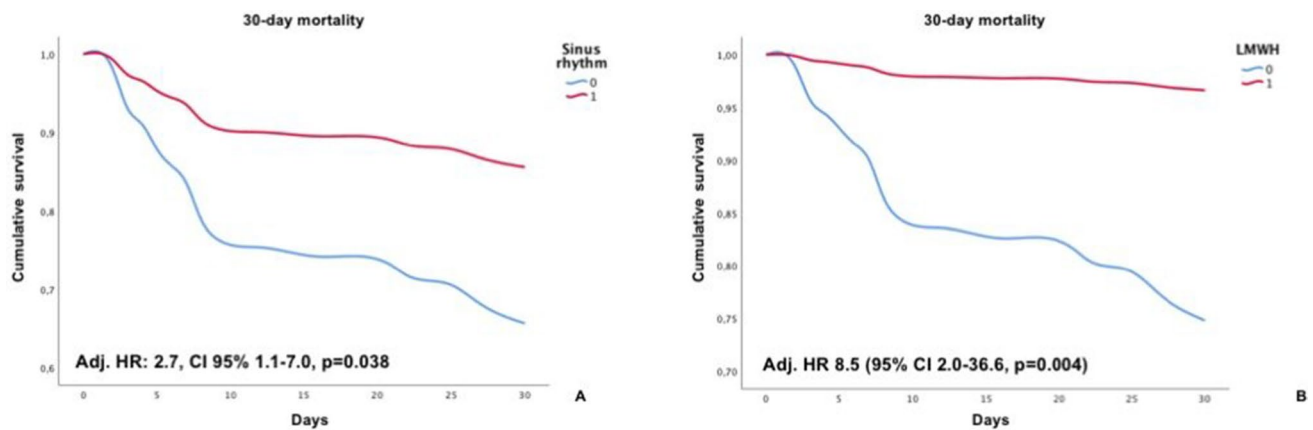 30-day mortality
Sinus
rhythm
0
1
1,0
0,9
0,8
0,7
0,6
Cumulative survival
Adj. HR: 2.7, CI 95% 1.1-7.0, p=0.038
0 5 10 15 20 25 30
Days
A
30-day mortality
LMWH
0
1
1,00
0,95
0,90
0,85
0,80
0,75
0,70
Cumulative survival
Adj. HR 8.5 (95% CI 2.0-36.6, p=0.004)
0 5 10 15 20 25 30
Days
B